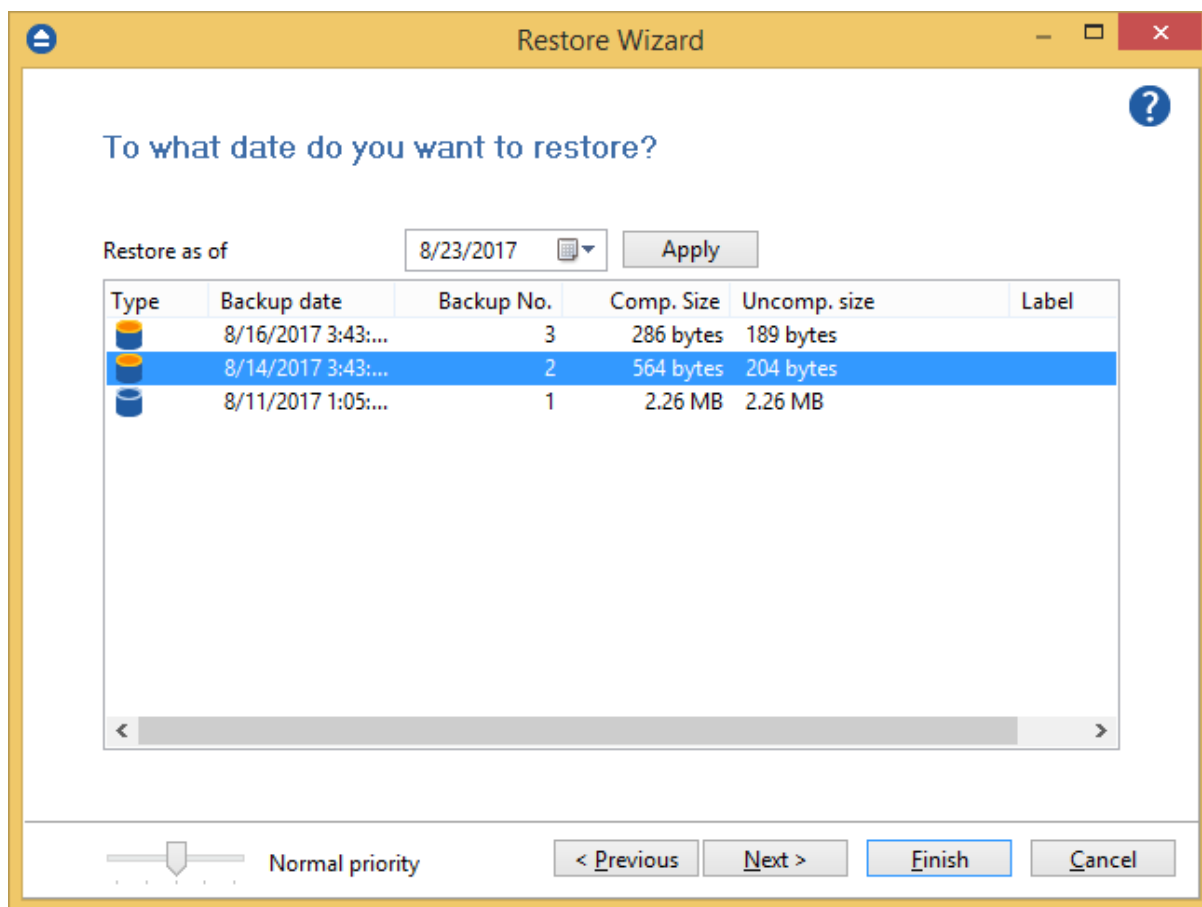 Restore Wizard
?
To what date do you want to restore?
Restore as of 8/23/2017 Apply
Type Backup date Backup No. Comp. Size Uncomp. size Label
8/16/2017 3:43:... 3 286 bytes 189 bytes
8/14/2017 3:43:... 2 564 bytes 204 bytes
8/11/2017 1:05:... 1 2.26 MB 2.26 MB
Normal priority < Previous Next > Finish Cancel